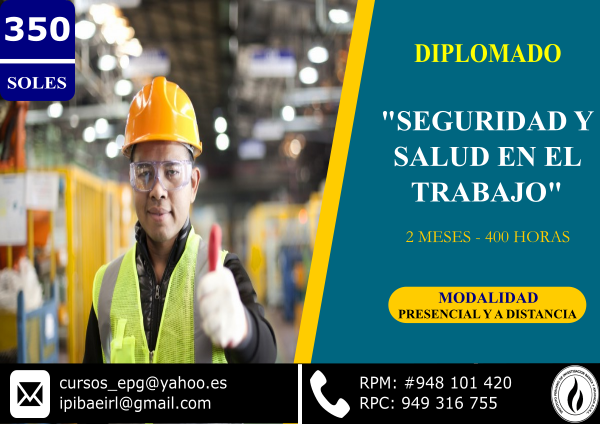 350
SOLES
DIPLOMADO
"SEGURIDAD Y
SALUD EN EL
TRABAJO"
2 MESES - 400 HORAS
MODALIDAD
PRESENCIAL Y A DISTANCIA
cursos_epg@yahoo.es
ipibaeirl@gmail.com
RPM: #948 101 420
RPC: 949 316 755